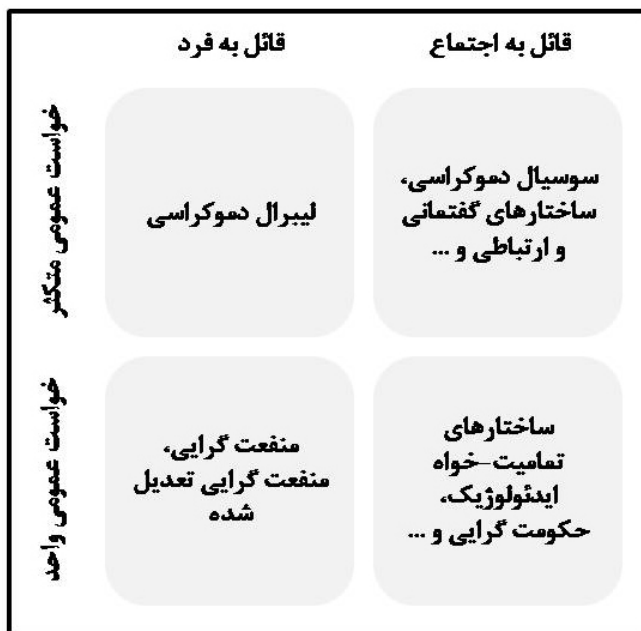 قائل به اجتماع
قائل به فرد
خواست عمومی متکثر
سوسیال دموکراسی،
ساختارهای گفتمانی
و ارتباطی و ...
لیبرال دموکراسی
خواست عمومی واحد
ساختارهای
تمامیت-خواه
ایدئولوژیک،
حکومت گرایی و ...
منفعت گرایی،
منفعت گرایی تعدیل
شده